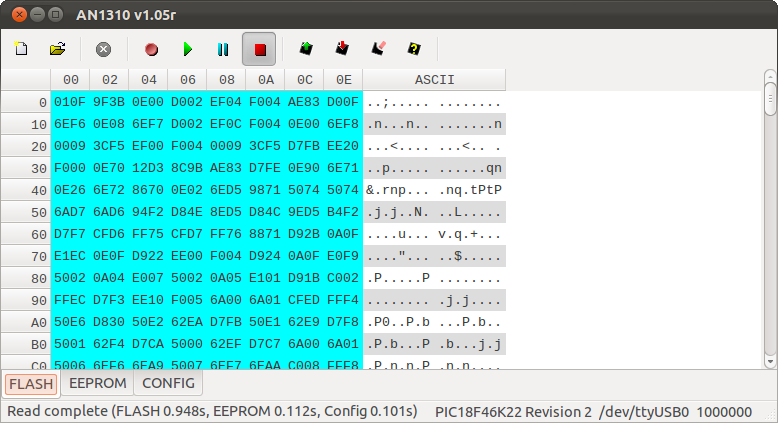 AN1310 v1.05r
00 02 04 06 08 0A 0C 0E ASCII
0 010F 9F3B 0E00 D002 EF04 F004 AE83 D00F ..;..... ........
10 6EF6 0E08 6EF7 D002 EF0C F004 0E00 6EF8 .n...n.. .......n
20 0009 3CF5 EF00 F004 0009 3CF5 D7FB EE20 ...<.... ...<.. .
30 F000 0E70 12D3 8C9B AE83 D7FE 0E90 6E71 ..p..... ......qn
40 0E26 6E72 8670 0E02 6ED5 9871 5074 5074 &.rnp... .nq.tPtP
50 6AD7 6AD6 94F2 D84E 8ED5 D84C 9ED5 B4F2 .j.j..N. ..L.....
60 D7F7 CFD6 FF75 CFD7 FF76 8871 D92B 0A0F ....u... v.q.+...
70 E1EC 0E0F D922 EE00 F004 D924 0A0F E0F9 ...."... ..$.....
80 5002 0A04 E007 5002 0A05 E101 D91B C002 .P.....P ........
90 FFEC D7F3 EE10 F005 6A00 6A01 CFED FFF4 ........ .j.j....
A0 50E6 D830 50E2 62EA D7FB 50E1 62E9 D7F8 .P0..P.b ...P.b..
B0 5001 62F4 D7CA 5000 62EF D7C7 6A00 6A01 .P.b...P .b...j.j
C0 5006 6EF6 6EA9 5007 6EF7 6EAA C008 FFF8 .P.n.n.P .n.n....
FLASH EEPROM CONFIG
Read complete (FLASH 0.948s, EEPROM 0.112s, Config 0.101s) PIC18F46K22 Revision 2 /dev/ttyUSB0 1000000